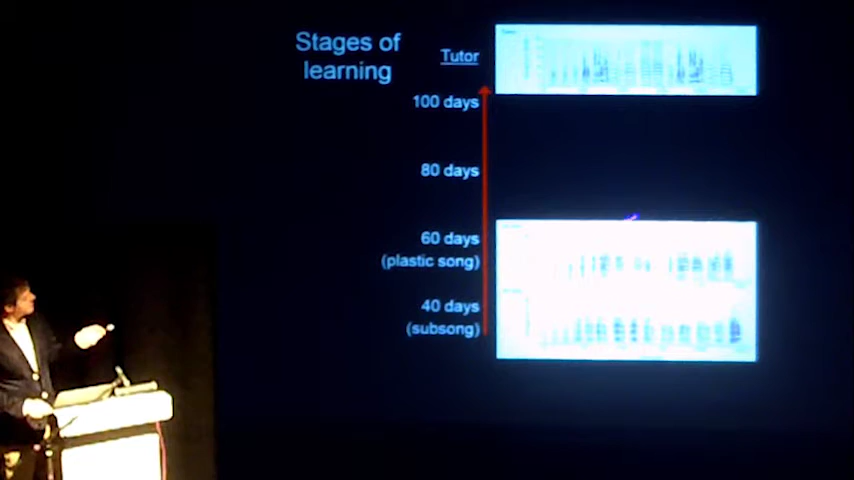 Stages of
learning
Tutor
100 days
80 days
60 days
(plastic song)
40 days
(subsong)